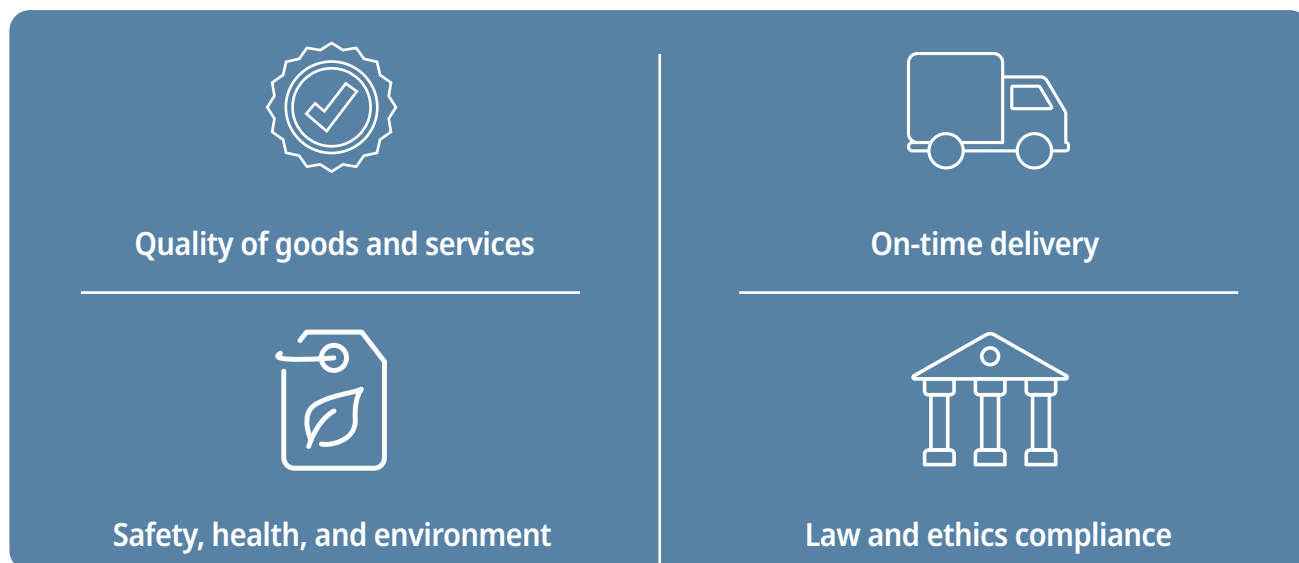 Quality of goods and services
On-time delivery
Safety, health, and environment
Law and ethics compliance